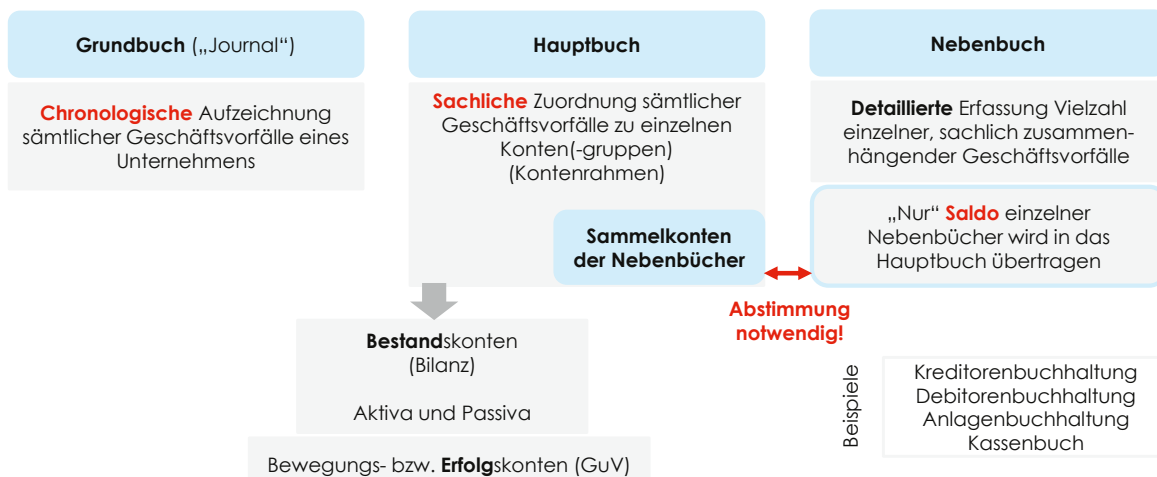 Grundbuch („Journal“)
Chronologische Aufzeichnung
sämtlicher Geschäftsvorfälle eines
Unternehmens
Hauptbuch
Sachliche Zuordnung sämtlicher
Geschäftsvorfälle zu einzelnen
Konten(-gruppen)
(Kontenrahmen)
Sammelkonten
der Nebenbücher
Nebenbuch
Detaillierte Erfassung Vielzahl
einzelner, sachlich zusammen-
hängender Geschäftsvorfälle
„Nur“ Saldo einzelner
Nebenbücher wird in das
Hauptbuch übertragen
Abstimmung
notwendig!
Bestandskonten
(Bilanz)
Aktiva und Passiva
Bewegungs- bzw. Erfolgskonten (GuV)
Beispiele
Kreditorenbuchhaltung
Debitorenbuchhaltung
Anlagenbuchhaltung
Kassenbuch